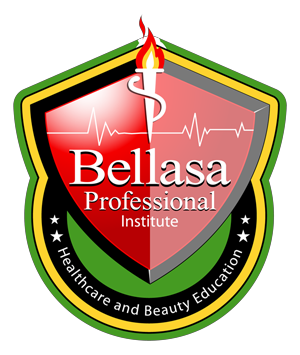 Bellasa
Professional
Institute
Healthcare and Beauty Education